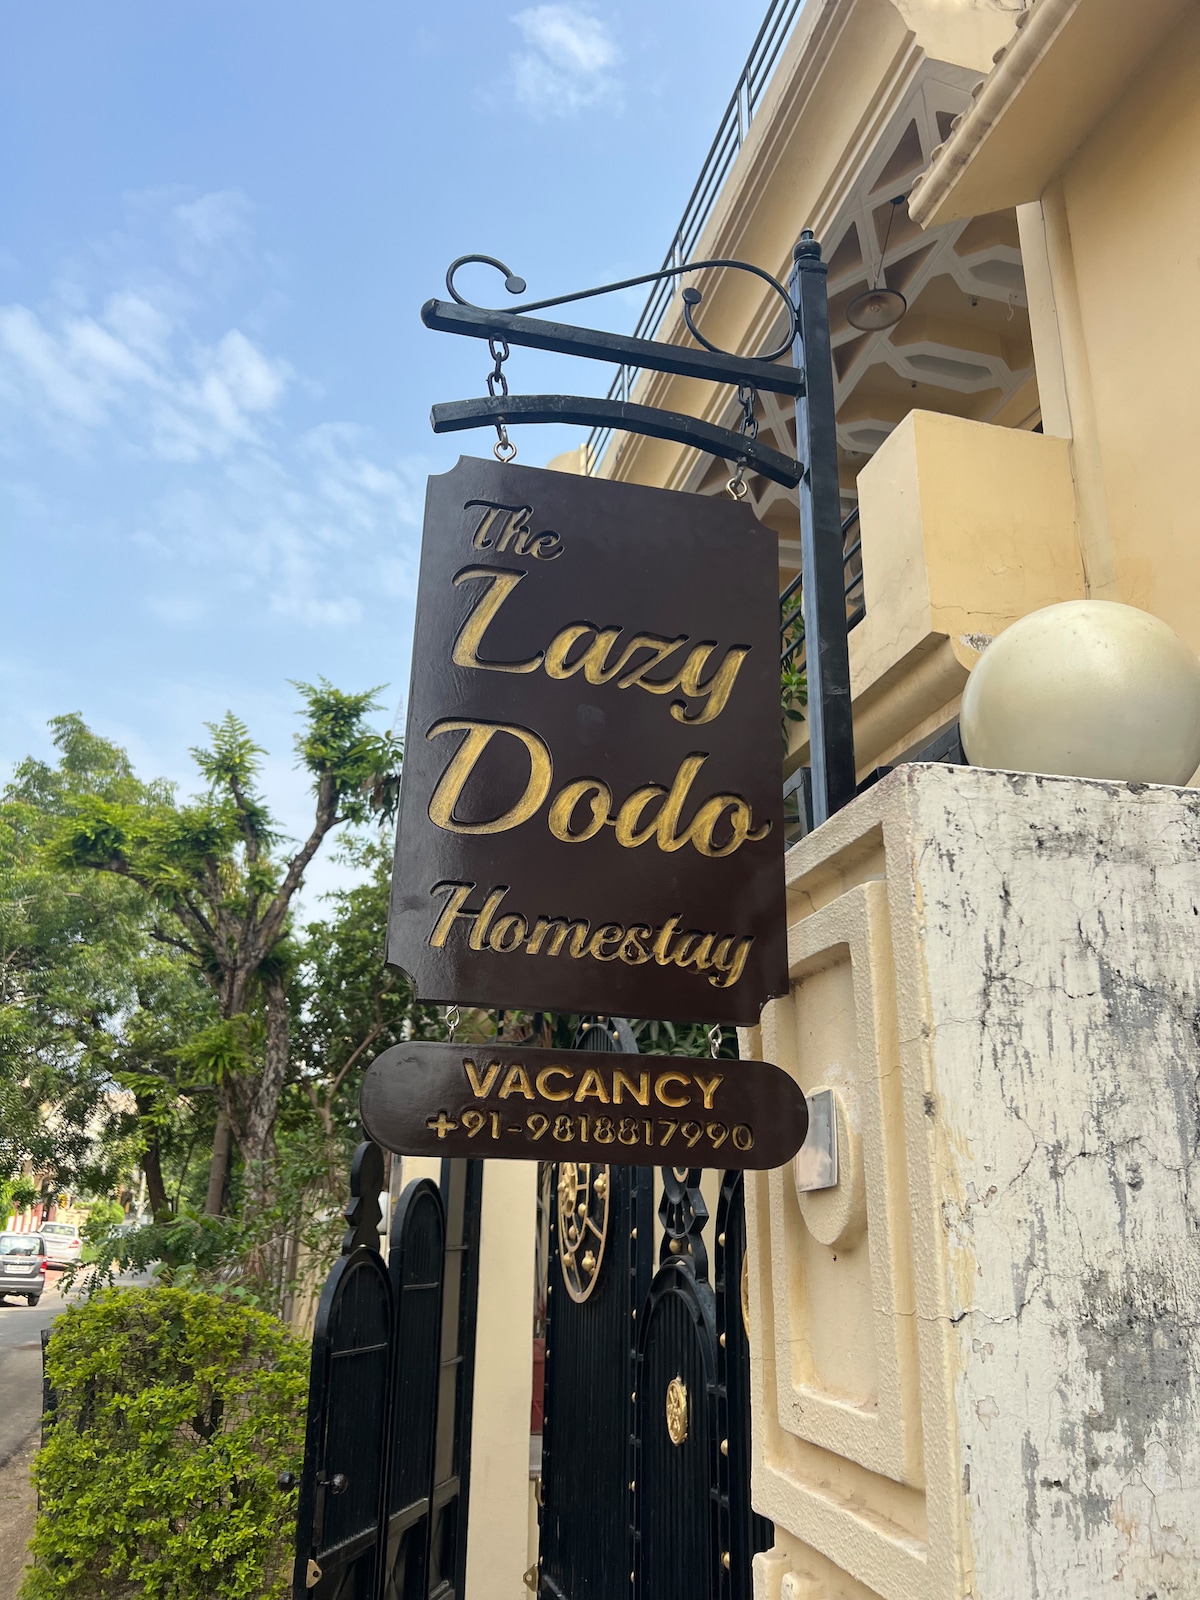 The
Lazy
Dodo
Homestay
VACANCY
+91-9818817990